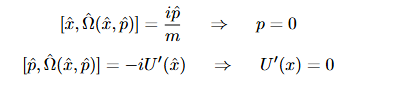 [x̂, Ω̂(x̂, p̂)] = ip̂/m ⇒ p = 0
[p̂, Ω̂(x̂, p̂)] = −iU′(x̂) ⇒ U′(x) = 0